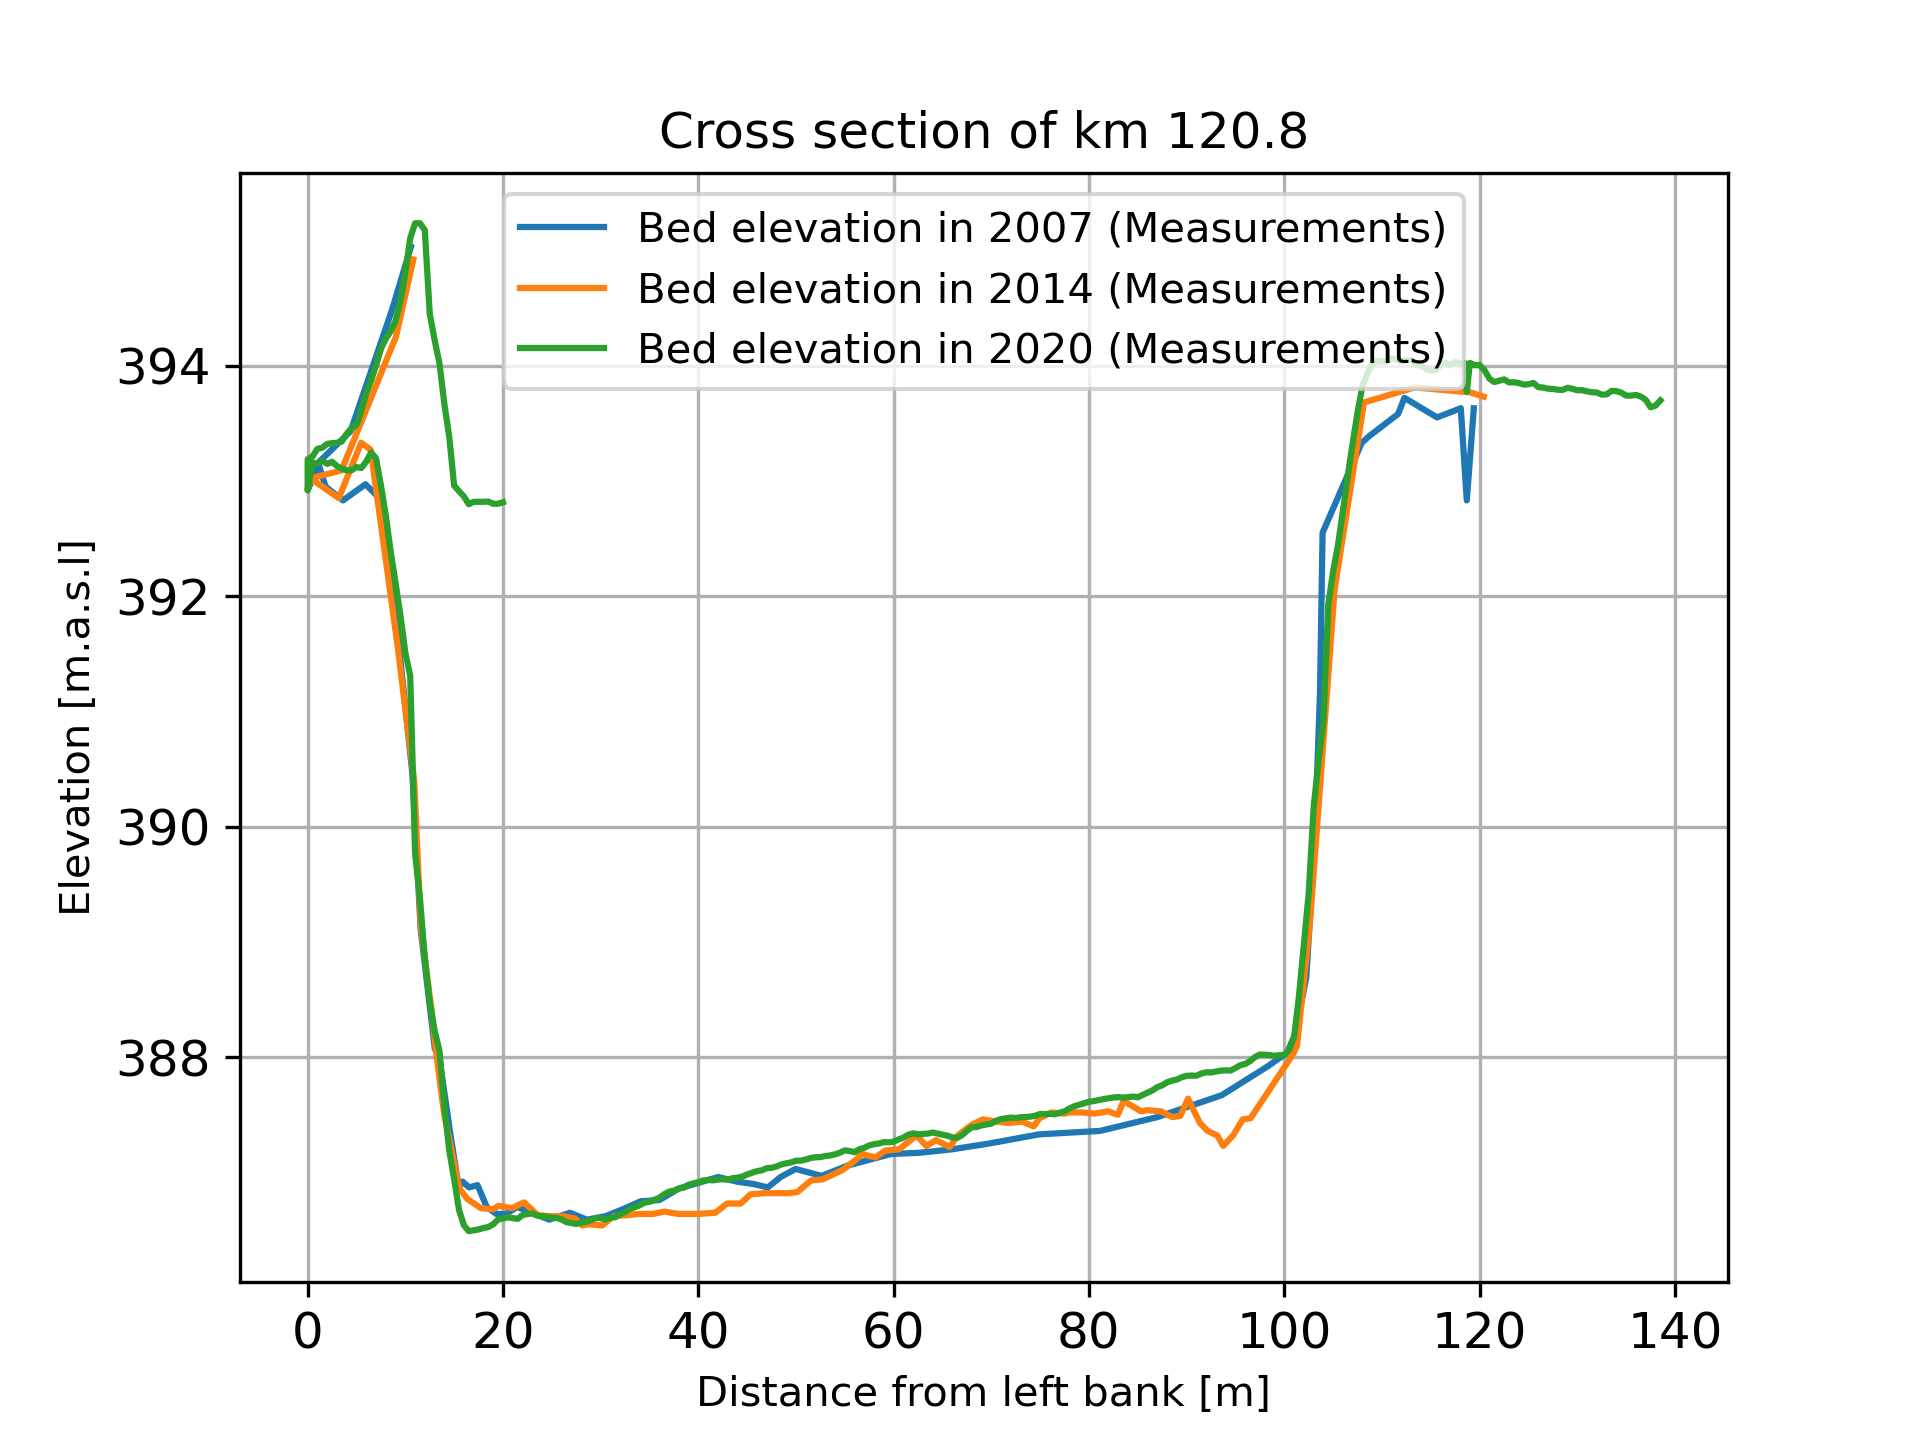 Cross section of km 120.8
Bed elevation in 2007 (Measurements)
Bed elevation in 2014 (Measurements)
Bed elevation in 2020 (Measurements)
Elevation [m.a.s.l]
394
392
390
388
0 20 40 60 80 100 120 140
Distance from left bank [m]